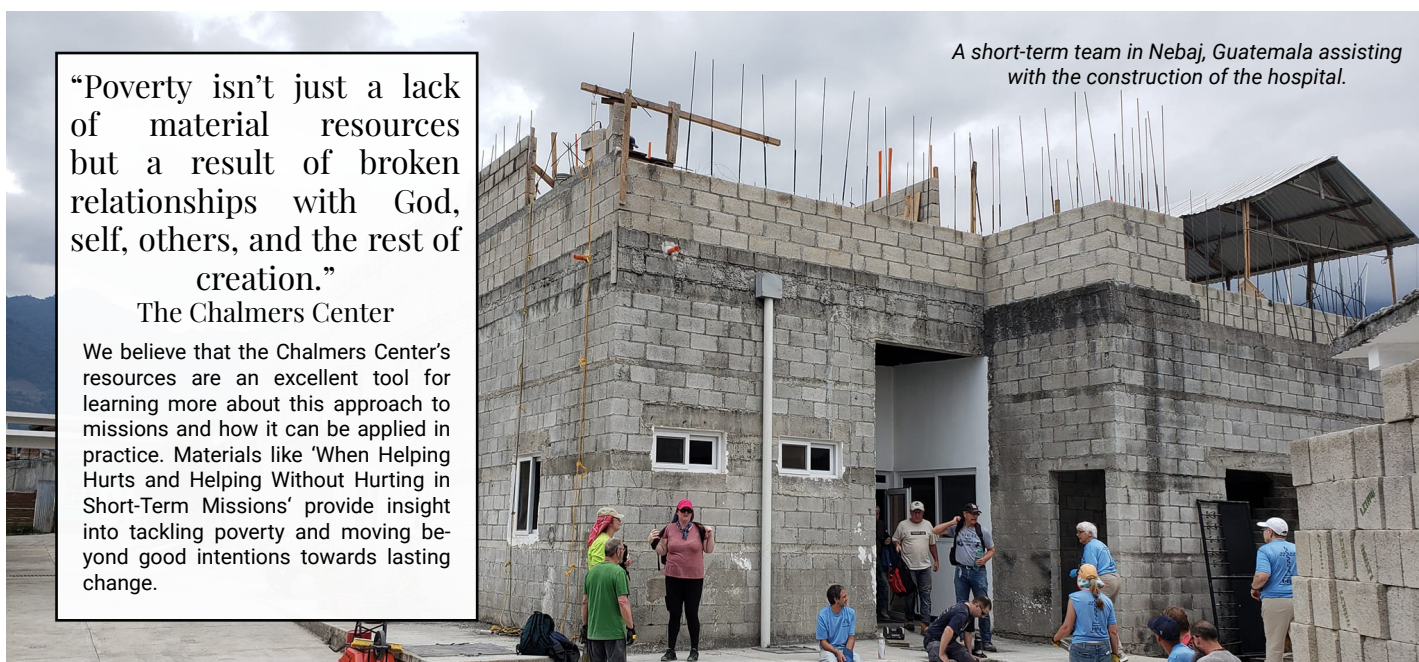 “Poverty isn’t just a lack
of material resources
but a result of broken
relationships with God,
self, others, and the rest of
creation.”
The Chalmers Center
We believe that the Chalmers Center’s
resources are an excellent tool for
learning more about this approach to
missions and how it can be applied in
practice. Materials like ‘When Helping
Hurts and Helping Without Hurting in
Short-Term Missions‘ provide insight
into tackling poverty and moving be-
yond good intentions towards lasting
change.
A short-term team in Nebaj, Guatemala assisting
with the construction of the hospital.